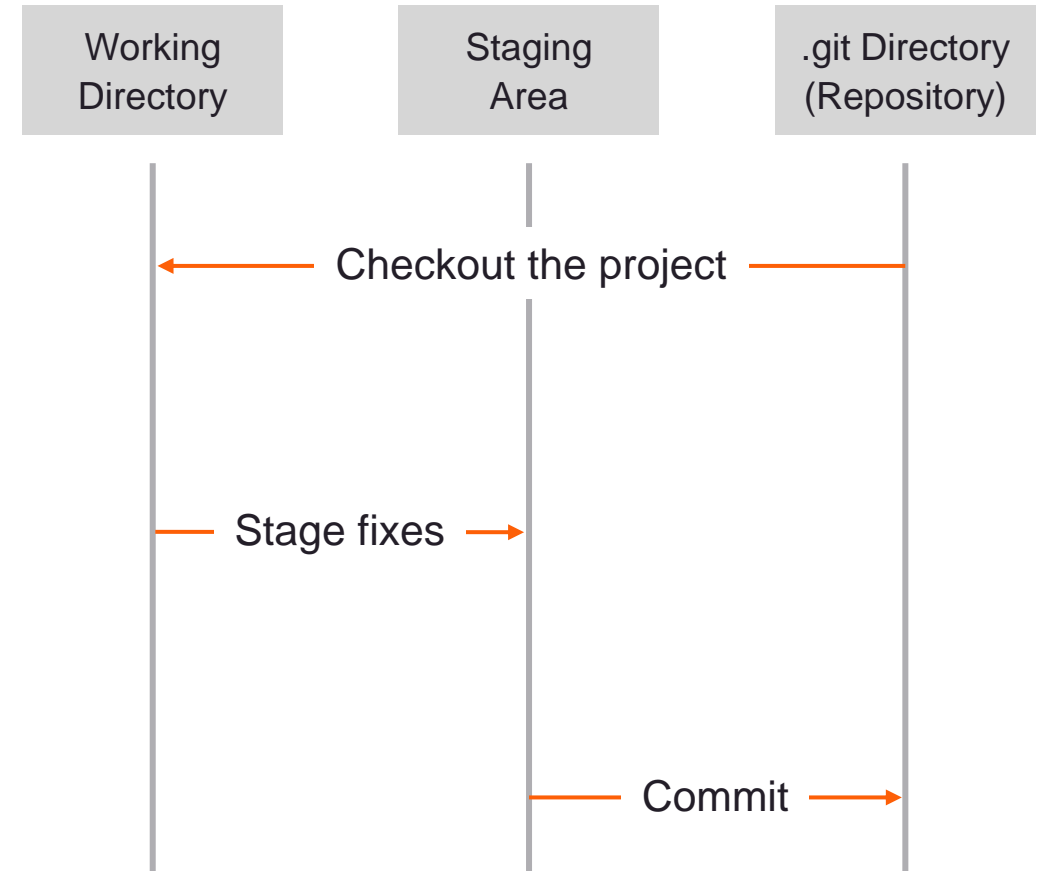 Working
Directory
Staging
Area
.git Directory
(Repository)
Checkout the project
Stage fixes
Commit